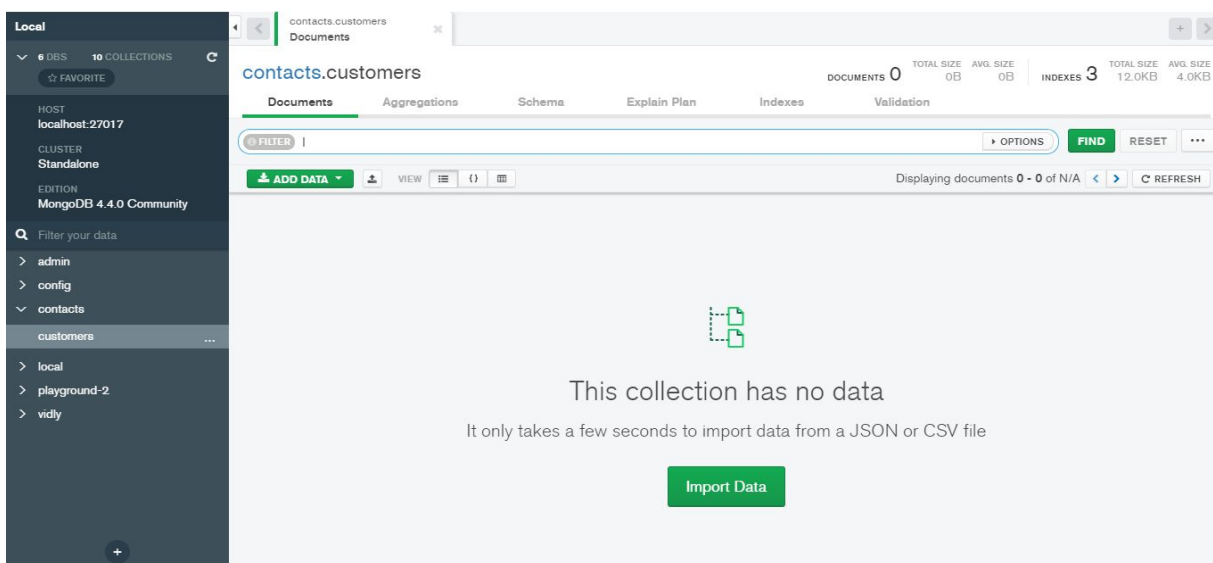 Local
6 DBS 10 COLLECTIONS
FAVORITE
HOST
localhost:27017
CLUSTER
Standalone
EDITION
MongoDB 4.4.0 Community
Filter your data
admin
config
contacts
customers
...
local
playground-2
vidly
+
contacts.customers
Documents
+
contacts.customers
DOCUMENTS 0 TOTAL SIZE 0B AVG. SIZE 0B INDEXES 3 TOTAL SIZE 12.0KB AVG. SIZE 4.0KB
Documents Aggregations Schema Explain Plan Indexes Validation
FILTER OPTIONS FIND RESET ...
ADD DATA VIEW {} Displaying documents 0 - 0 of N/A < > REFRESH
This collection has no data
It only takes a few seconds to import data from a JSON or CSV file
Import Data